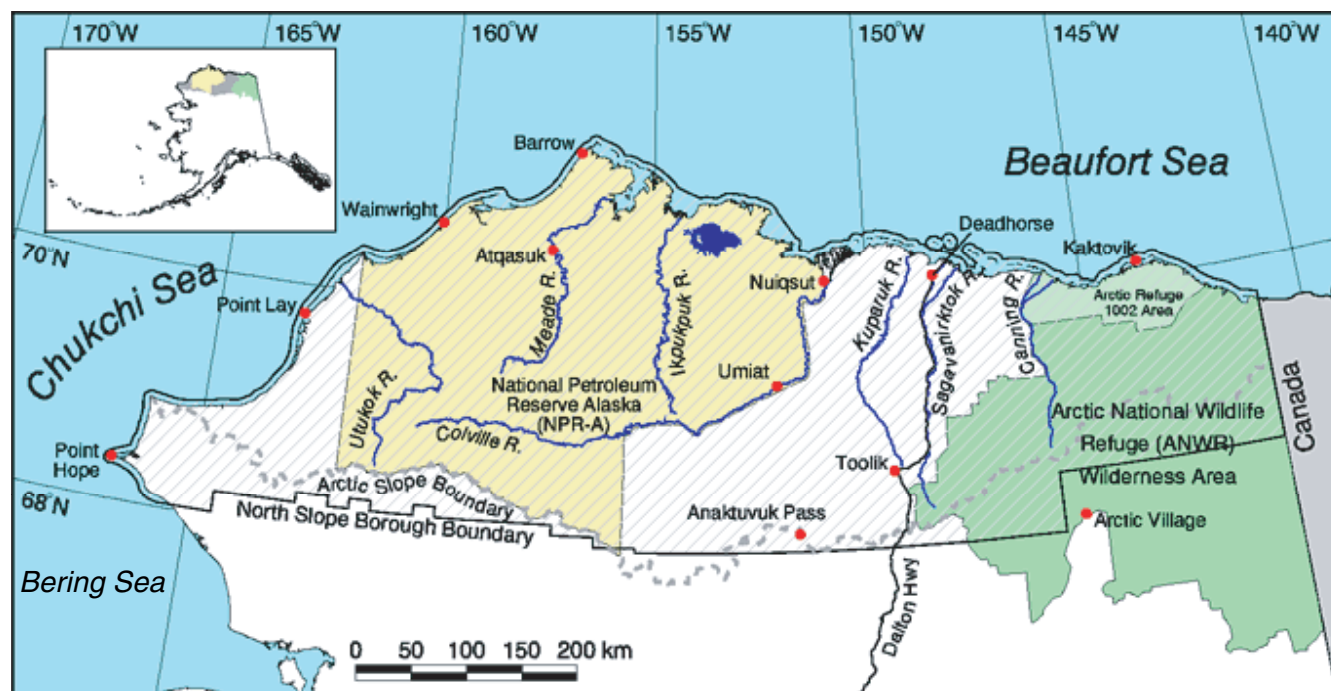 170°W
165°W
160°W
155°W
150°W
145°W
140°W
Barrow
Beaufort Sea
Wainwright
Deadhorse
70°N
Atqasuk
Kaktovik
Chukchi Sea
Point Lay
Meade R.
Ikpukpuk R.
Nuiqsut
Kuparuk R.
Sagavanirktok R.
Canning R.
Arctic Refuge
1002 Area
Utukok R.
National Petroleum
Reserve Alaska
(NPR-A)
Umiat
Colville R.
Arctic National Wildlife
Refuge (ANWR)
Wilderness Area
Canada
Point
Hope
68°N
Arctic Slope Boundary
North Slope Borough Boundary
Toolik
Anaktuvuk Pass
Arctic Village
Bering Sea
Dalton Hwy
0 50 100 150 200 km